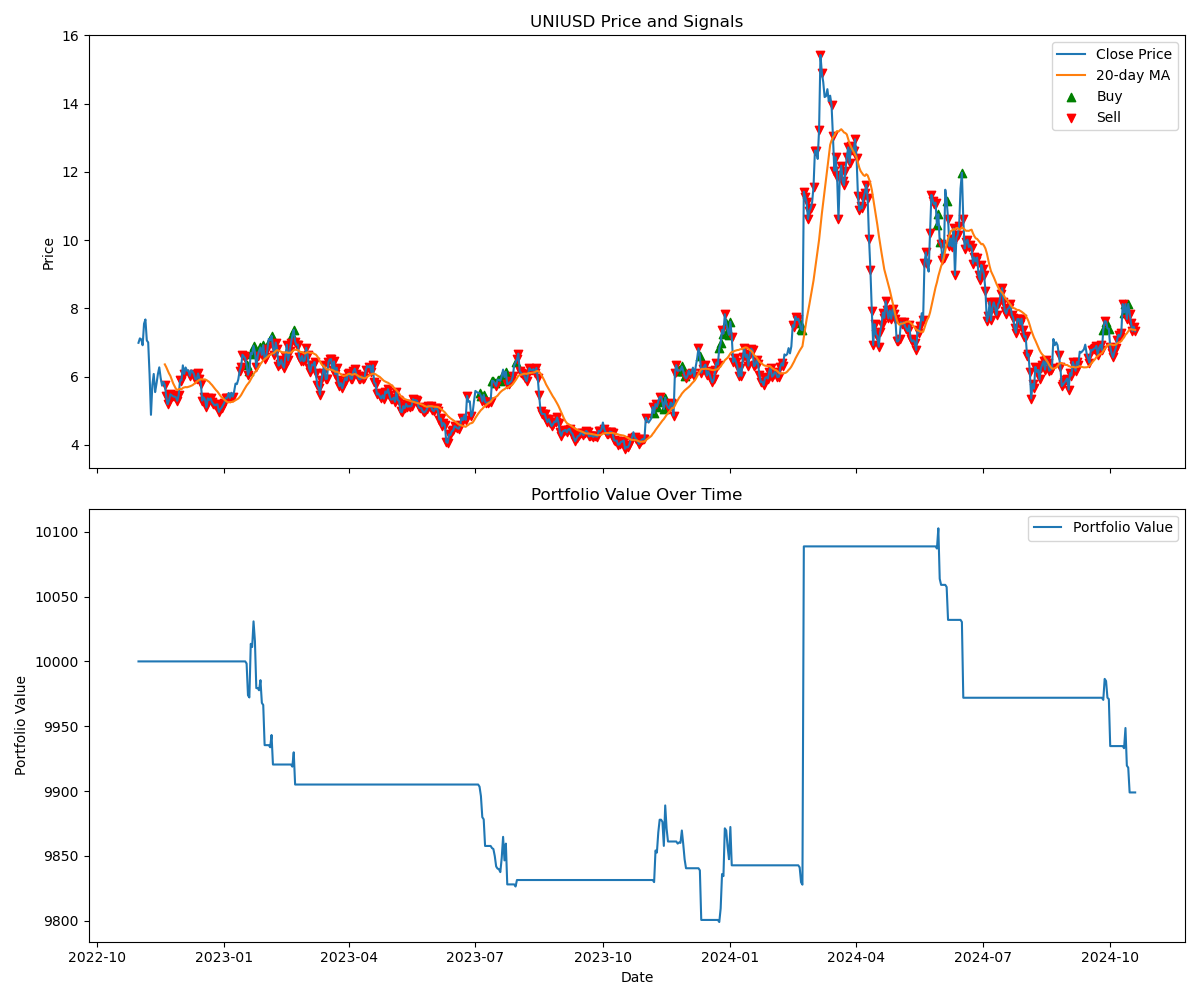 UNIUSD Price and Signals
16
14
12
10
8
6
4
Price
Close Price
20-day MA
Buy
Sell
Portfolio Value Over Time
10100
10050
10000
9950
9900
9850
9800
Portfolio Value
Portfolio Value
2022-10
2023-01
2023-04
2023-07
2023-10
2024-01
2024-04
2024-07
2024-10
Date